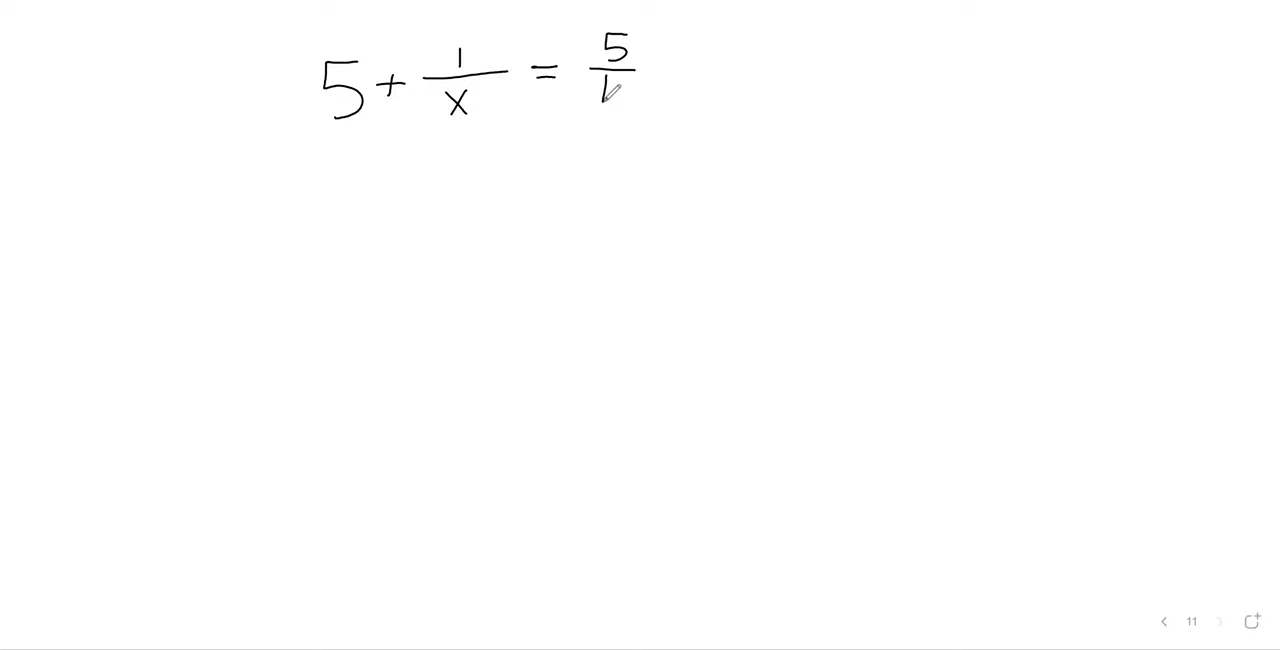 5 + 1/x = 5/1
11